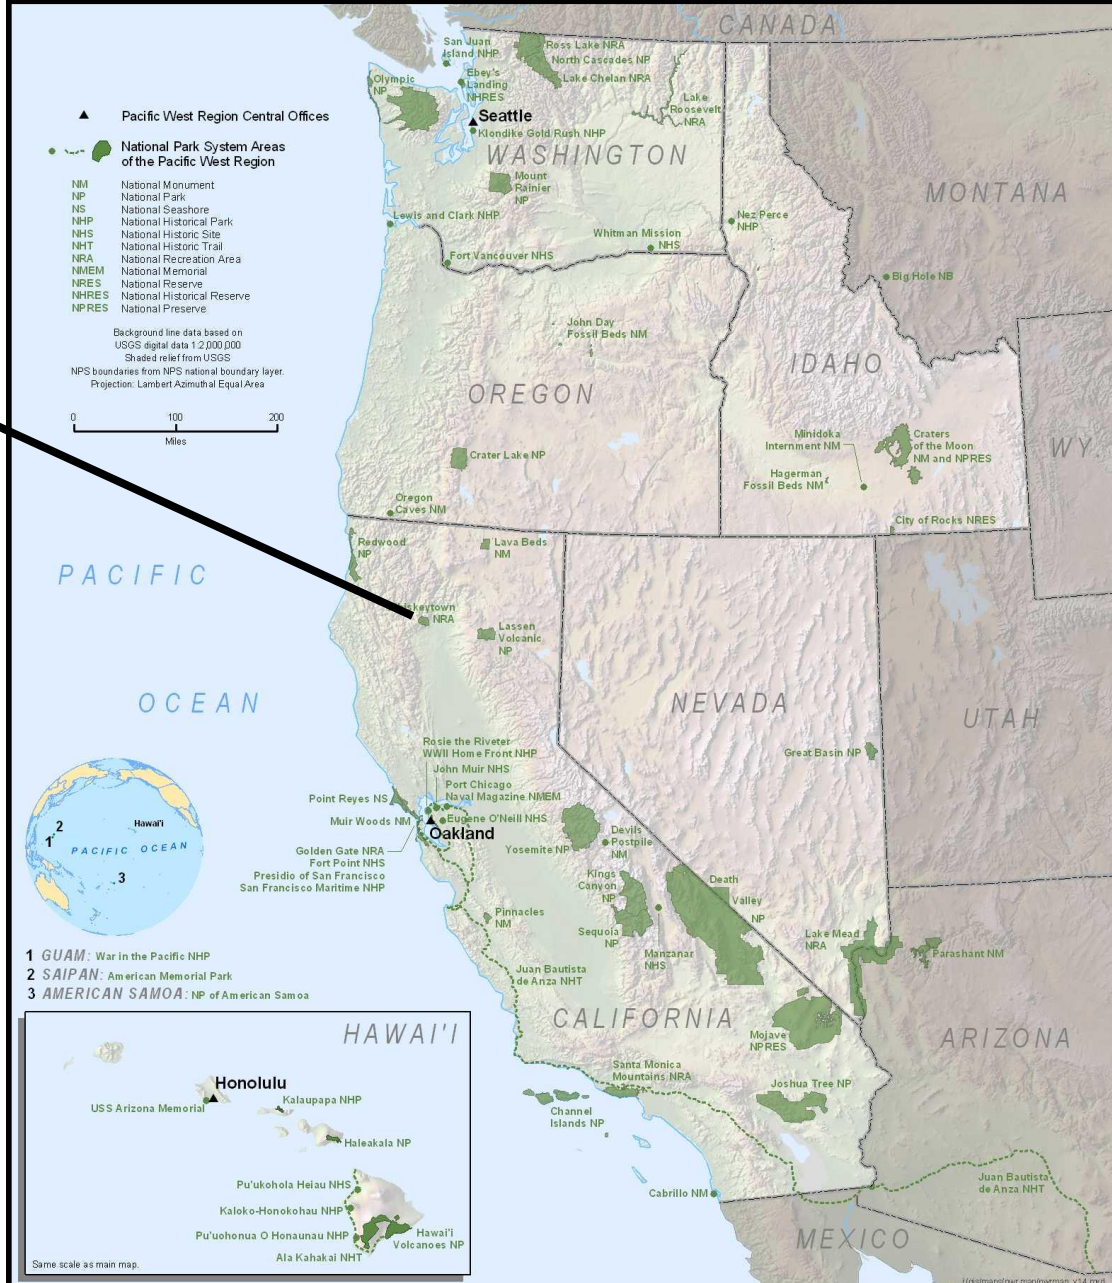 CANADA
San Juan
Island NHP
Ross Lake NRA
North Cascades NP
Lake Chelan NRA
Ebey's
Landing
NHRES
Olympic
NP
Lake
Roosevelt
NRA
Seattle
Klondike Gold Rush NHP
WASHINGTON
Mount
Rainier
NP
MONTANA
Lewis and Clark NHP
Nez Perce
NHP
Whitman Mission
NHS
Fort Vancouver NHS
Big Hole NB
Pacific West Region Central Offices
National Park System Areas
of the Pacific West Region
NM National Monument
NP National Park
NS National Seashore
NHP National Historical Park
NHS National Historic Site
NHT National Historic Trail
NRA National Recreation Area
NMEM National Memorial
NRES National Reserve
NHRES National Historical Reserve
NPRES National Preserve
Background line data based on
USGS digital data 1:2,000,000
Shaded relief from USGS
NPS boundaries from NPS national boundary layer.
Projection: Lambert Azimuthal Equal Area
0 100 200
Miles
John Day
Fossil Beds NM
IDAHO
OREGON
WY
Minidoka
Internment NM
Craters
of the Moon
NM and NPRES
Hagerman
Fossil Beds NM
Crater Lake NP
Oregon
Caves NM
City of Rocks NRES
Redwood
NP
Lava Beds
NM
PACIFIC
OCEAN
NRA
Lassen
Volcanic
NP
NEVADA
UTAH
Great Basin NP
Rosie the Riveter
WWII Home Front NHP
John Muir NHS
Port Chicago
Naval Magazine NMEM
Point Reyes NS
Muir Woods NM
Eugene O'Neill NHS
Oakland
Golden Gate NRA
Fort Point NHS
Presidio of San Francisco
San Francisco Maritime NHP
Yosemite NP
Devils
Postpile
NM
Kings
Canyon
NP
Sequoia
NP
Manzanar
NHS
Death
Valley
NP
Lake Mead
NRA
Parashant NM
Pinnacles
NM
Juan Bautista
de Anza NHT
CALIFORNIA
Mojave
NPRES
ARIZONA
Santa Monica
Mountains NRA
Joshua Tree NP
Channel
Islands NP
Cabrillo NM
Juan Bautista
de Anza NHT
MEXICO
2
1
Hawai'i
PACIFIC OCEAN
3
1 GUAM: War in the Pacific NHP
2 SAIPAN: American Memorial Park
3 AMERICAN SAMOA: NP of American Samoa
HAWAI'I
Honolulu
USS Arizona Memorial
Kalaupapa NHP
Haleakala NP
Pu'ukohola Heiau NHS
Kaloko-Honokohau NHP
Pu'uohonua O Honaunau NHP
Hawai'i
Volcanoes NP
Ala Kahakai NHT
Same scale as main map.